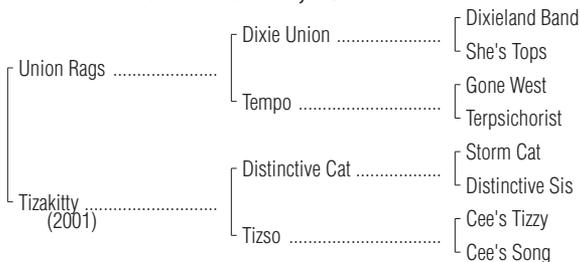 Dixieland Band
Dixie Union ....................
She's Tops
Union Rags ....................
Gone West
Tempo ...........................
Terpsichorist
Storm Cat
Distinctive Cat ................
Distinctive Sis
Tizakitty .........................
(2001)
Cee's Tizzy
Tizso .............................
Cee's Song